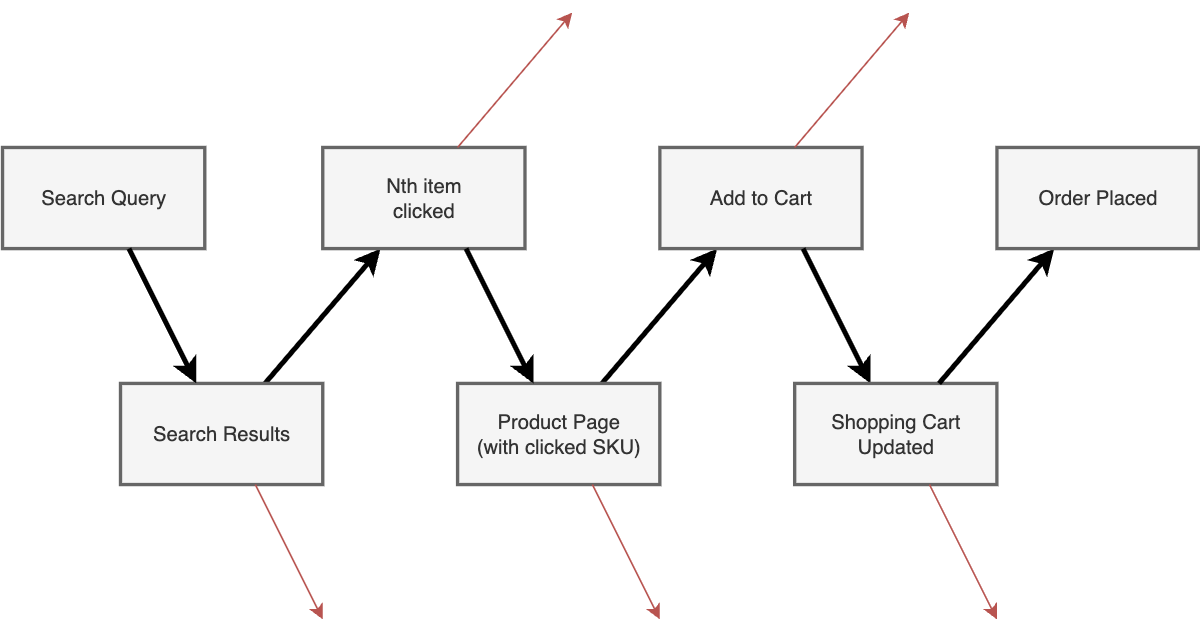 Search Query
Nth item
clicked
Add to Cart
Order Placed
Search Results
Product Page
(with clicked SKU)
Shopping Cart
Updated